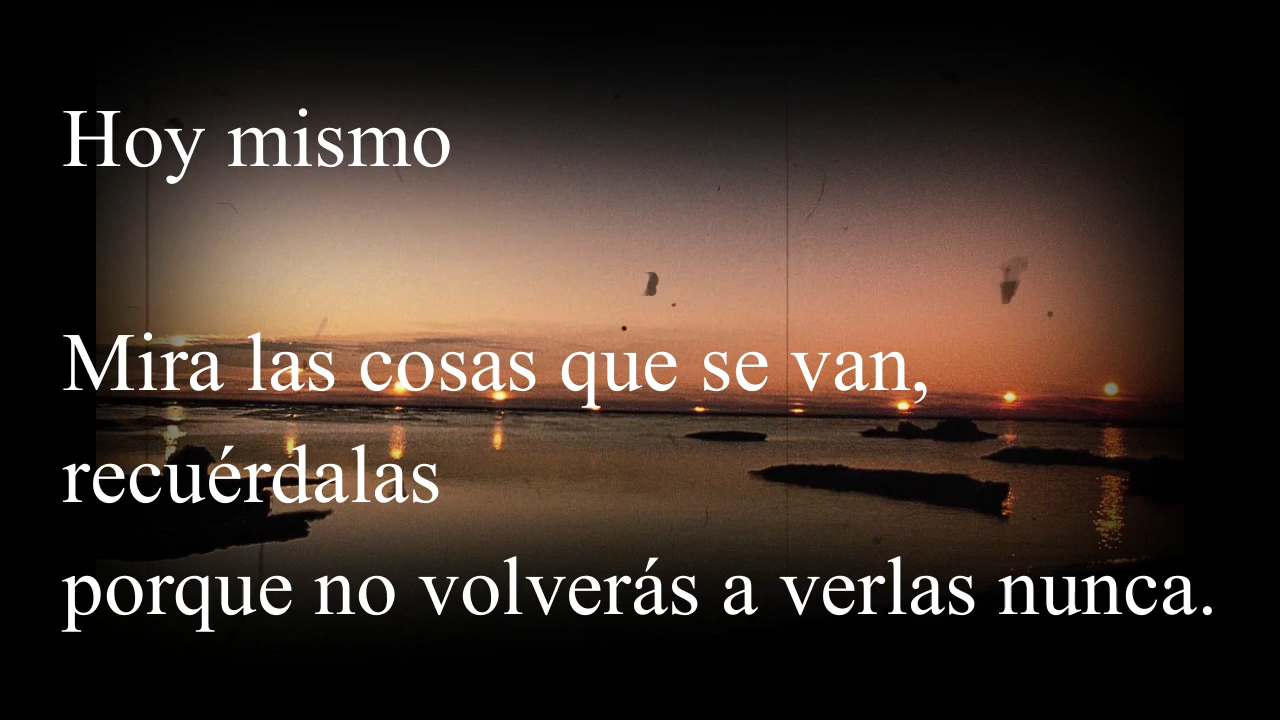 Hoy mismo
Mira las cosas que se van,
recuérdalas
porque no volverás a verlas nunca.